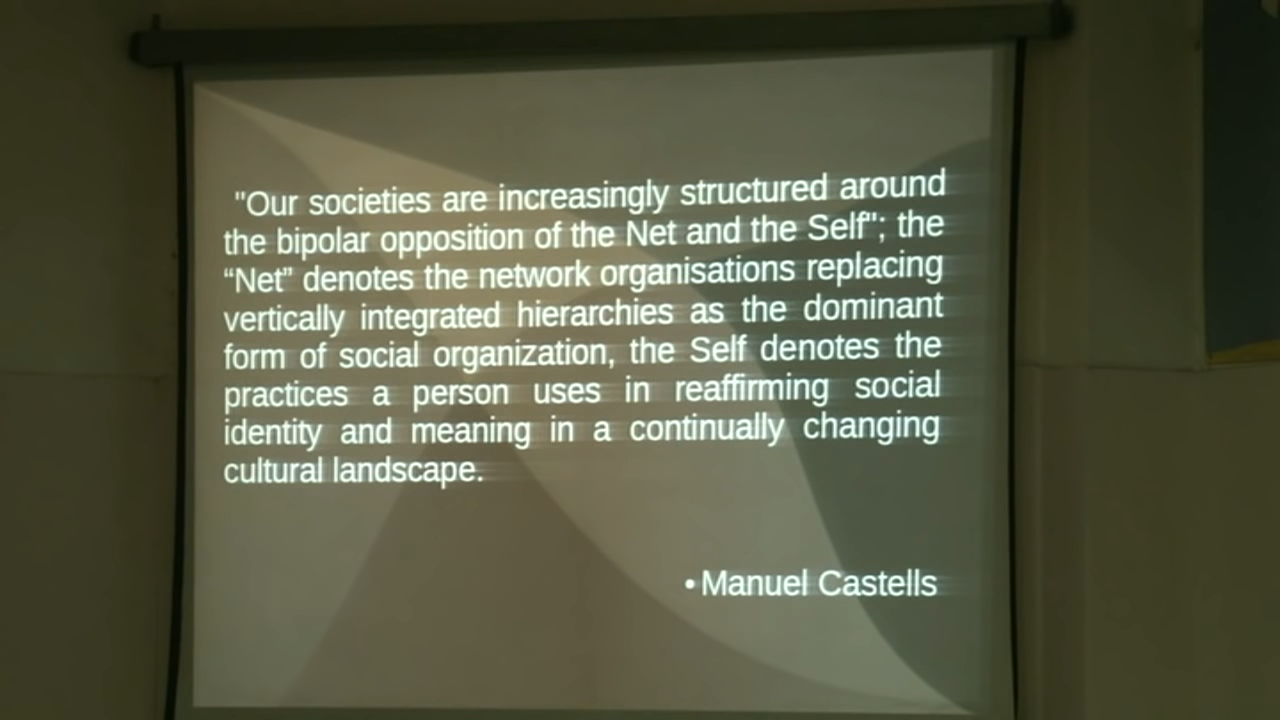 "Our societies are increasingly structured around
the bipolar opposition of the Net and the Self"; the
“Net” denotes the network organisations replacing
vertically integrated hierarchies as the dominant
form of social organization, the Self denotes the
practices a person uses in reaffirming social
identity and meaning in a continually changing
cultural landscape.
• Manuel Castells